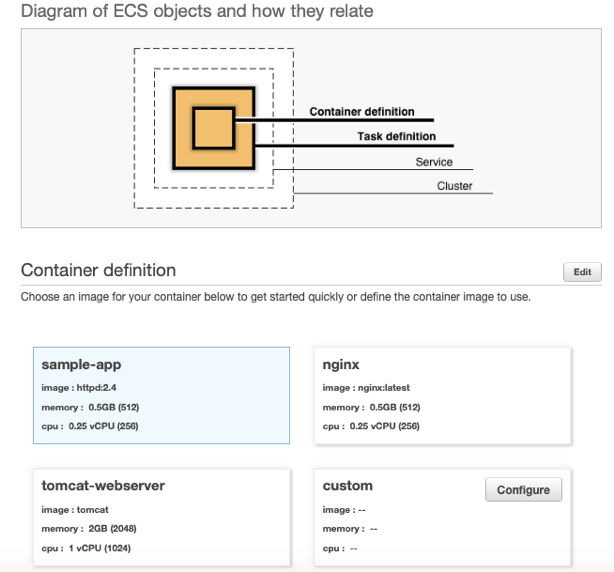 Diagram of ECS objects and how they relate
Container definition
Task definition
Service
Cluster
Container definition
Edit
Choose an image for your container below to get started quickly or define the container image to use.
sample-app
image : httpd:2.4
memory : 0.5GB (512)
cpu : 0.25 vCPU (256)
nginx
image : nginx:latest
memory : 0.5GB (512)
cpu : 0.25 vCPU (256)
tomcat-webserver
image : tomcat
memory : 2GB (2048)
cpu : 1 vCPU (1024)
custom
Configure
image : --
memory : --
cpu : --